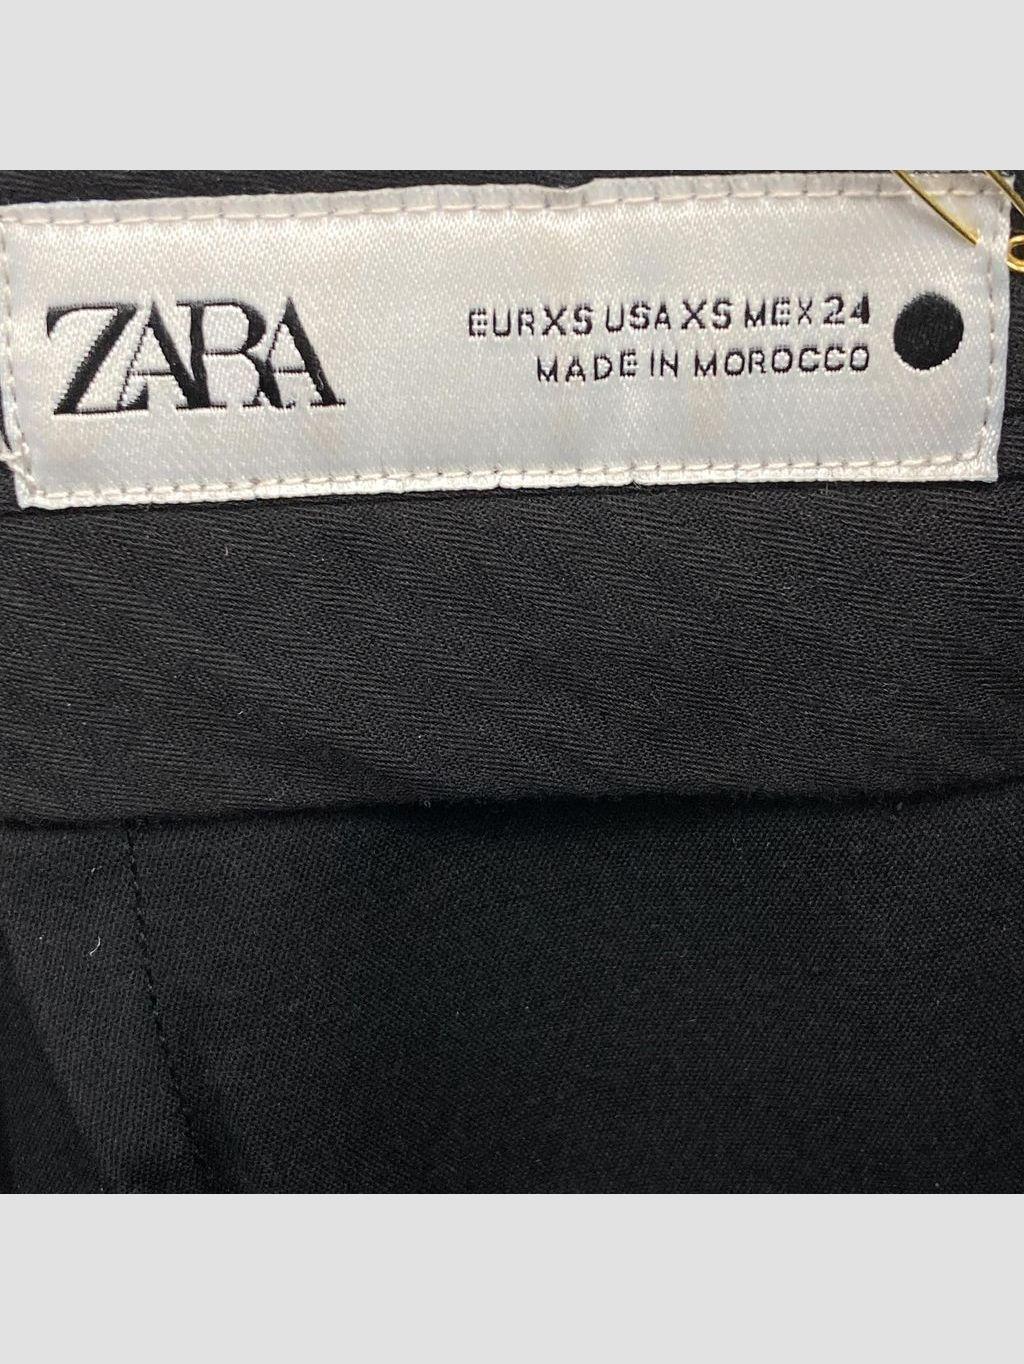 ZARA
EUR XS USA XS MEX 24
MADE IN MOROCCO